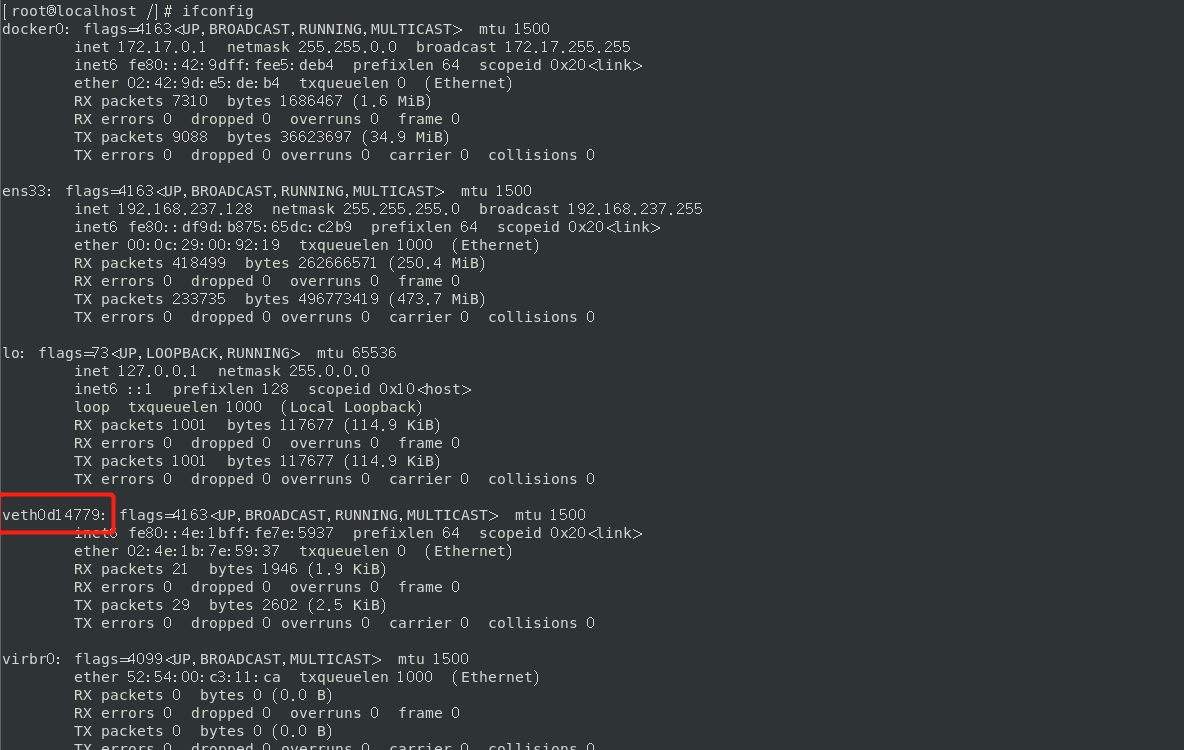 [root@localhost /]# ifconfig
docker0: flags=4163<UP,BROADCAST,RUNNING,MULTICAST>  mtu 1500
        inet 172.17.0.1  netmask 255.255.0.0  broadcast 172.17.255.255
        inet6 fe80::42:9dff:fee5:deb4  prefixlen 64  scopeid 0x20<link>
        ether 02:42:9d:e5:de:b4  txqueuelen 0  (Ethernet)
        RX packets 7310  bytes 1686467 (1.6 MiB)
        RX errors 0  dropped 0  overruns 0  frame 0
        TX packets 9088  bytes 36623697 (34.9 MiB)
        TX errors 0  dropped 0 overruns 0  carrier 0  collisions 0

ens33: flags=4163<UP,BROADCAST,RUNNING,MULTICAST>  mtu 1500
        inet 192.168.237.128  netmask 255.255.255.0  broadcast 192.168.237.255
        inet6 fe80::df9d:b875:65dc:c2b9  prefixlen 64  scopeid 0x20<link>
        ether 00:0c:29:00:92:19  txqueuelen 1000  (Ethernet)
        RX packets 418499  bytes 262666571 (250.4 MiB)
        RX errors 0  dropped 0  overruns 0  frame 0
        TX packets 233735  bytes 496773419 (473.7 MiB)
        TX errors 0  dropped 0 overruns 0  carrier 0  collisions 0

lo: flags=73<UP,LOOPBACK,RUNNING>  mtu 65536
        inet 127.0.0.1  netmask 255.0.0.0
        inet6 ::1  prefixlen 128  scopeid 0x10<host>
        loop  txqueuelen 1000  (Local Loopback)
        RX packets 1001  bytes 117677 (114.9 KiB)
        RX errors 0  dropped 0  overruns 0  frame 0
        TX packets 1001  bytes 117677 (114.9 KiB)
        TX errors 0  dropped 0 overruns 0  carrier 0  collisions 0

veth0d14779: flags=4163<UP,BROADCAST,RUNNING,MULTICAST>  mtu 1500
        inet6 fe80::4e:1bff:fe7e:5937  prefixlen 64  scopeid 0x20<link>
        ether 02:4e:1b:7e:59:37  txqueuelen 0  (Ethernet)
        RX packets 21  bytes 1946 (1.9 KiB)
        RX errors 0  dropped 0  overruns 0  frame 0
        TX packets 29  bytes 2602 (2.5 KiB)
        TX errors 0  dropped 0 overruns 0  carrier 0  collisions 0

virbr0: flags=4099<UP,BROADCAST,MULTICAST>  mtu 1500
        ether 52:54:00:c3:11:ca  txqueuelen 1000  (Ethernet)
        RX packets 0  bytes 0 (0.0 B)
        RX errors 0  dropped 0  overruns 0  frame 0
        TX packets 0  bytes 0 (0.0 B)
        TX errors 0  dropped 0 overruns 0  carrier 0  collisions 0